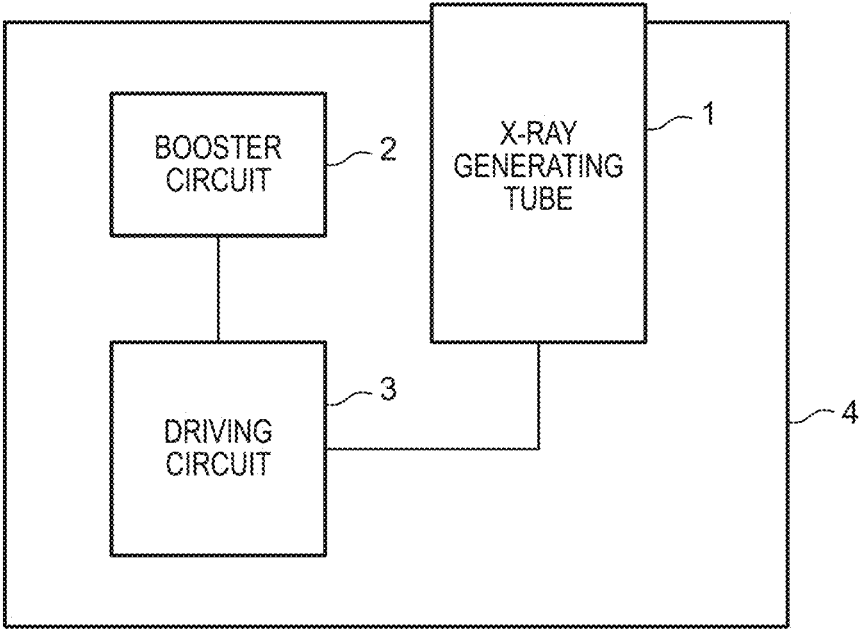 1
X-RAY
GENERATING
TUBE
2
BOOSTER
CIRCUIT
3
DRIVING
CIRCUIT
4